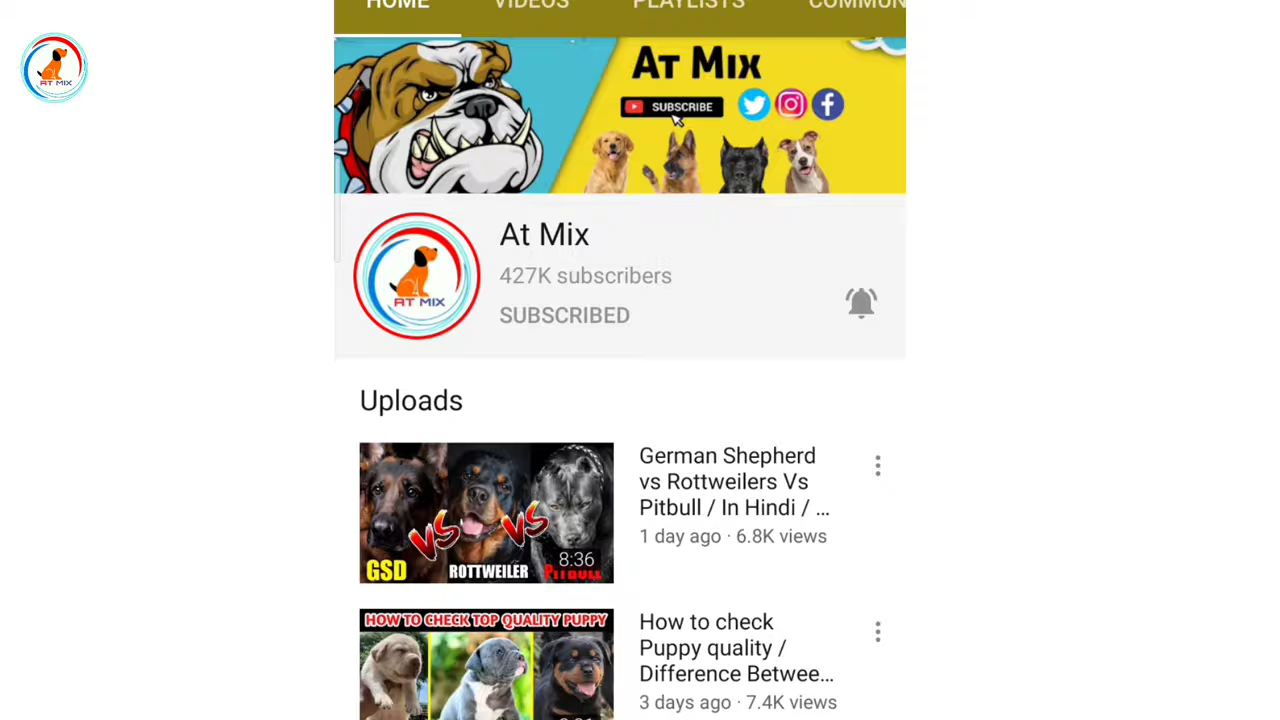 HOME VIDEOS PLAYLISTS COMMUN
AT MIX
AT MIX
SUBSCRIBE
AT MIX
At Mix
427K subscribers
SUBSCRIBED
Uploads
VS VS
8:36
GSD ROTTWEILER PITBULL
German Shepherd
vs Rottweilers Vs
Pitbull / In Hindi / ...
1 day ago · 6.8K views
HOW TO CHECK TOP QUALITY PUPPY
How to check
Puppy quality /
Difference Betwee...
3 days ago · 7.4K views